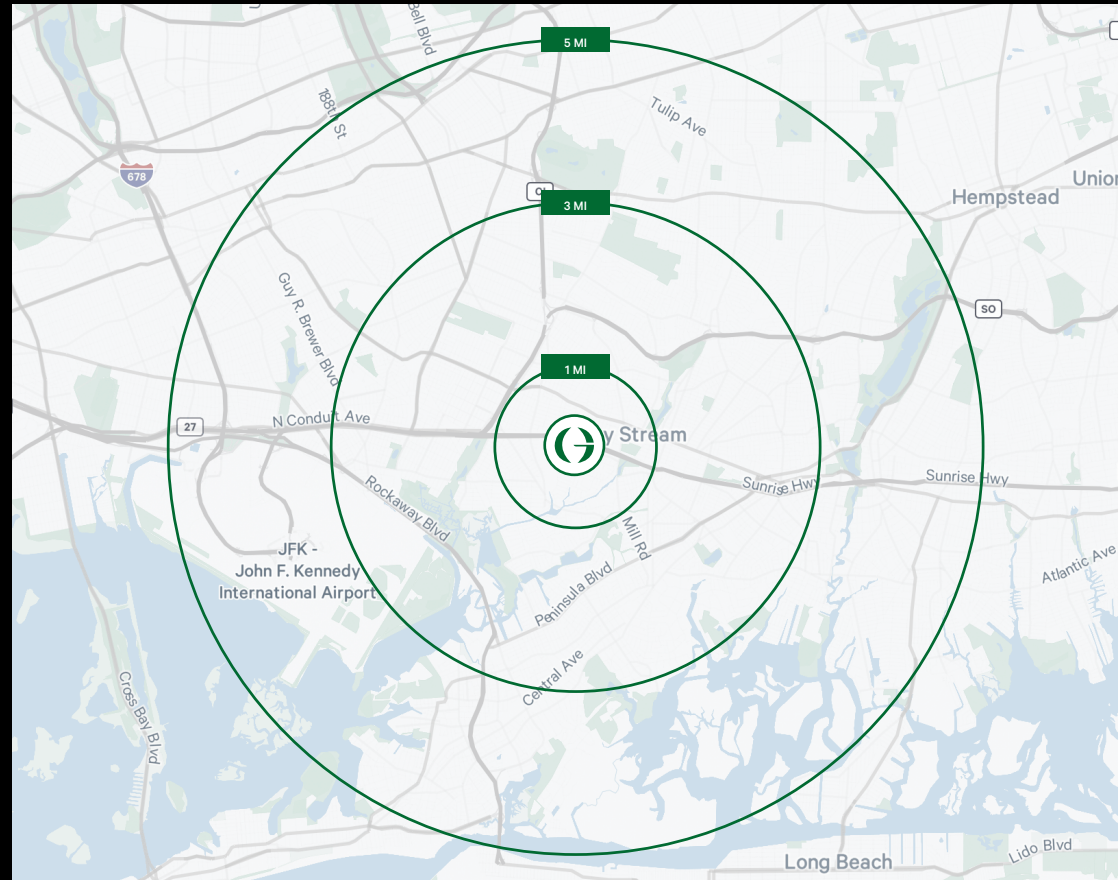 Bell Blvd
5 MI
188th St
Tulip Ave
678
Union
3 MI
Hempstead
Guy R. Brewer Blvd
SO
1 MI
N Conduit Ave
27
y Stream
Sunrise Hwy
Sunrise Hwy
Rockaway Blvd
Mill Rd
JFK -
John F. Kennedy
International Airport
Atlantic Ave
Peninsula Blvd
Central Ave
Cross Bay Blvd
Long Beach
Lido Blvd